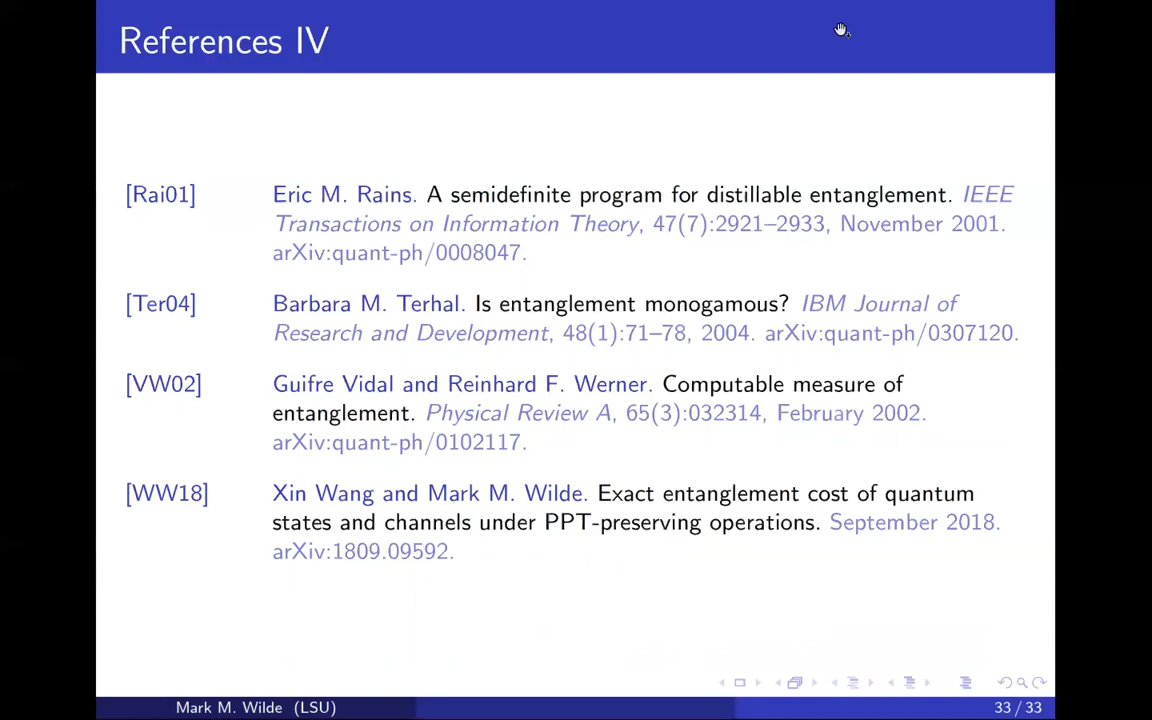 References IV
[Rai01] Eric M. Rains. A semidefinite program for distillable entanglement. IEEE
Transactions on Information Theory, 47(7):2921–2933, November 2001.
arXiv:quant-ph/0008047.
[Ter04] Barbara M. Terhal. Is entanglement monogamous? IBM Journal of
Research and Development, 48(1):71–78, 2004. arXiv:quant-ph/0307120.
[VW02] Guifre Vidal and Reinhard F. Werner. Computable measure of
entanglement. Physical Review A, 65(3):032314, February 2002.
arXiv:quant-ph/0102117.
[WW18] Xin Wang and Mark M. Wilde. Exact entanglement cost of quantum
states and channels under PPT-preserving operations. September 2018.
arXiv:1809.09592.
Mark M. Wilde (LSU) 33 / 33